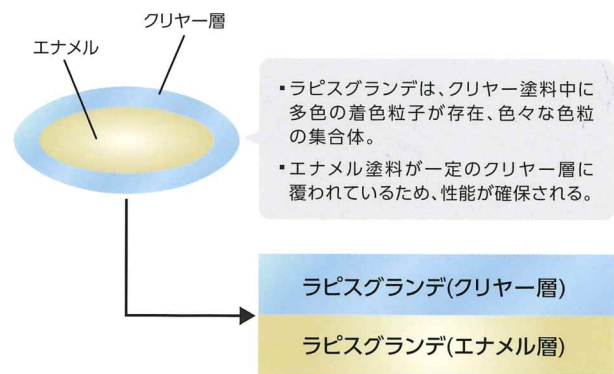 クリヤー層
エナメル
▪ラピスグランデは、クリヤー塗料中に
多色の着色粒子が存在、色々な色粒
の集合体。
▪エナメル塗料が一定のクリヤー層に
覆われているため、性能が確保される。
ラピスグランデ(クリヤー層)
ラピスグランデ(エナメル層)